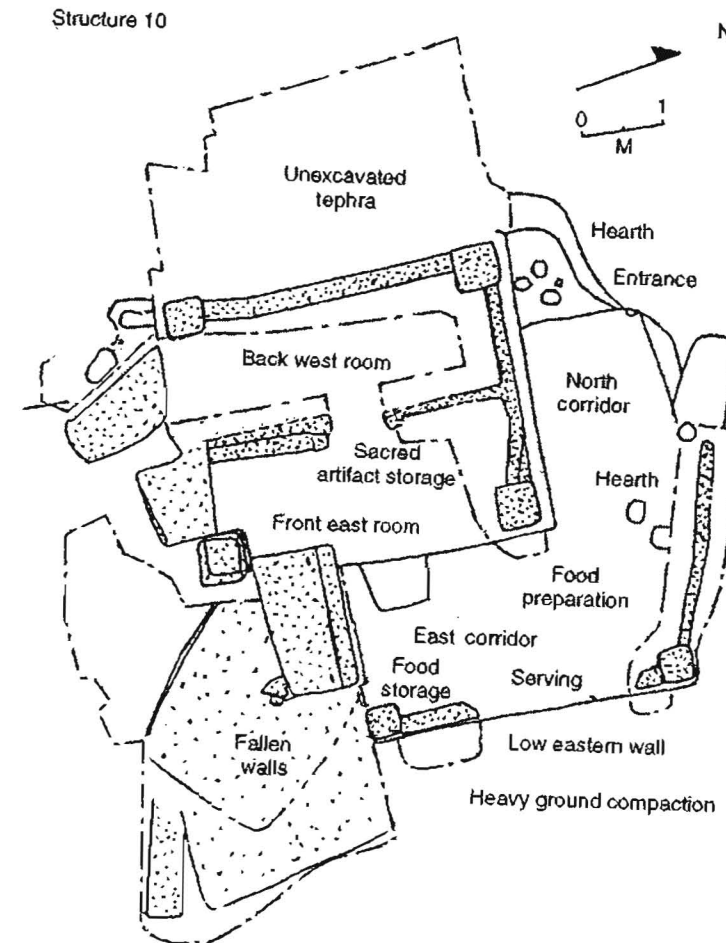 Structure 10
N
0 1
M
Unexcavated
tephra
Hearth
Entrance
Back west room
North
corridor
Sacred
artifact storage
Hearth
Front east room
Food
preparation
East corridor
Food
storage
Serving
Fallen
walls
Low eastern wall
Heavy ground compaction